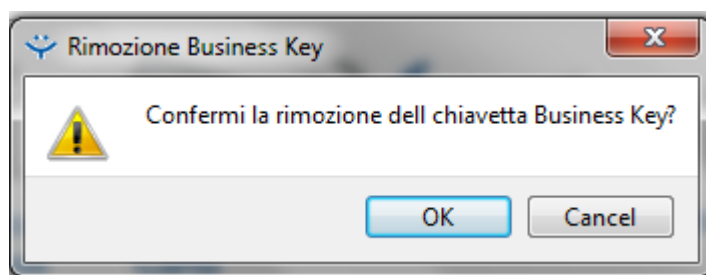 Rimozione Business Key
Confermi la rimozione dell chiavetta Business Key?
OK
Cancel